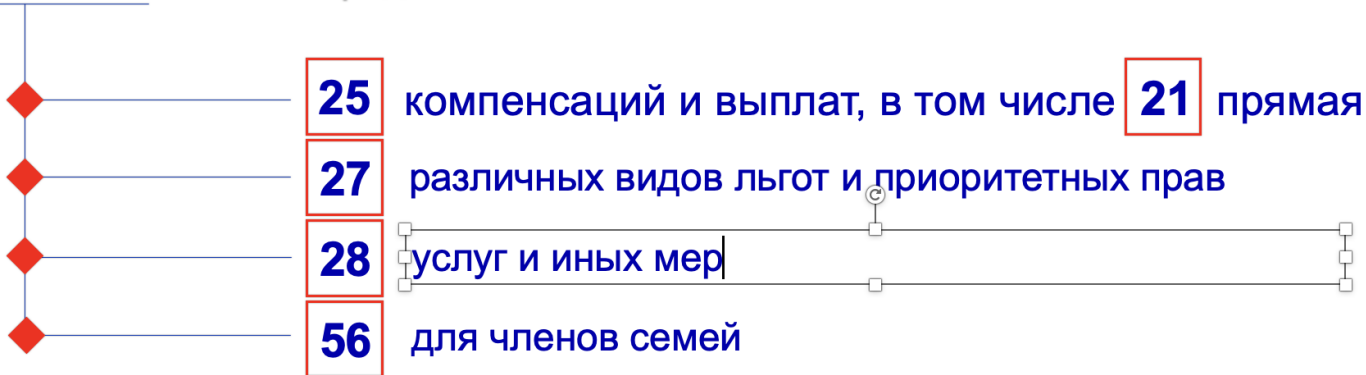 25 компенсаций и выплат, в том числе 21 прямая
27 различных видов льгот и приоритетных прав
28 услуг и иных мер
56 для членов семей